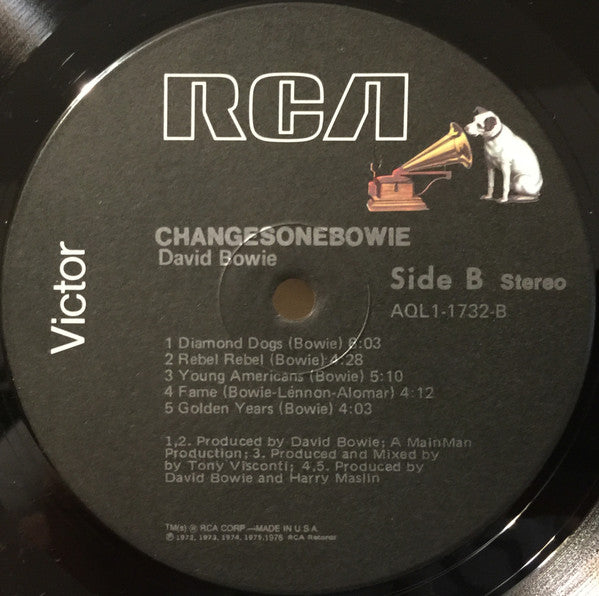 RCA
Victor
CHANGESONEBOWIE
David Bowie
Side B Stereo
AQL1-1732-B
1 Diamond Dogs (Bowie) 6:03
2 Rebel Rebel (Bowie) 4:28
3 Young Americans (Bowie) 5:10
4 Fame (Bowie-Lennon-Alomar) 4:12
5 Golden Years (Bowie) 4:03
1,2. Produced by David Bowie; A MainMan
Production; 3. Produced and Mixed by
by Tony Visconti; 4,5. Produced by
David Bowie and Harry Maslin
TM(s) ® RCA CORP.—MADE IN U.S.A.
℗ 1972, 1973, 1974, 1975, 1976 RCA Records